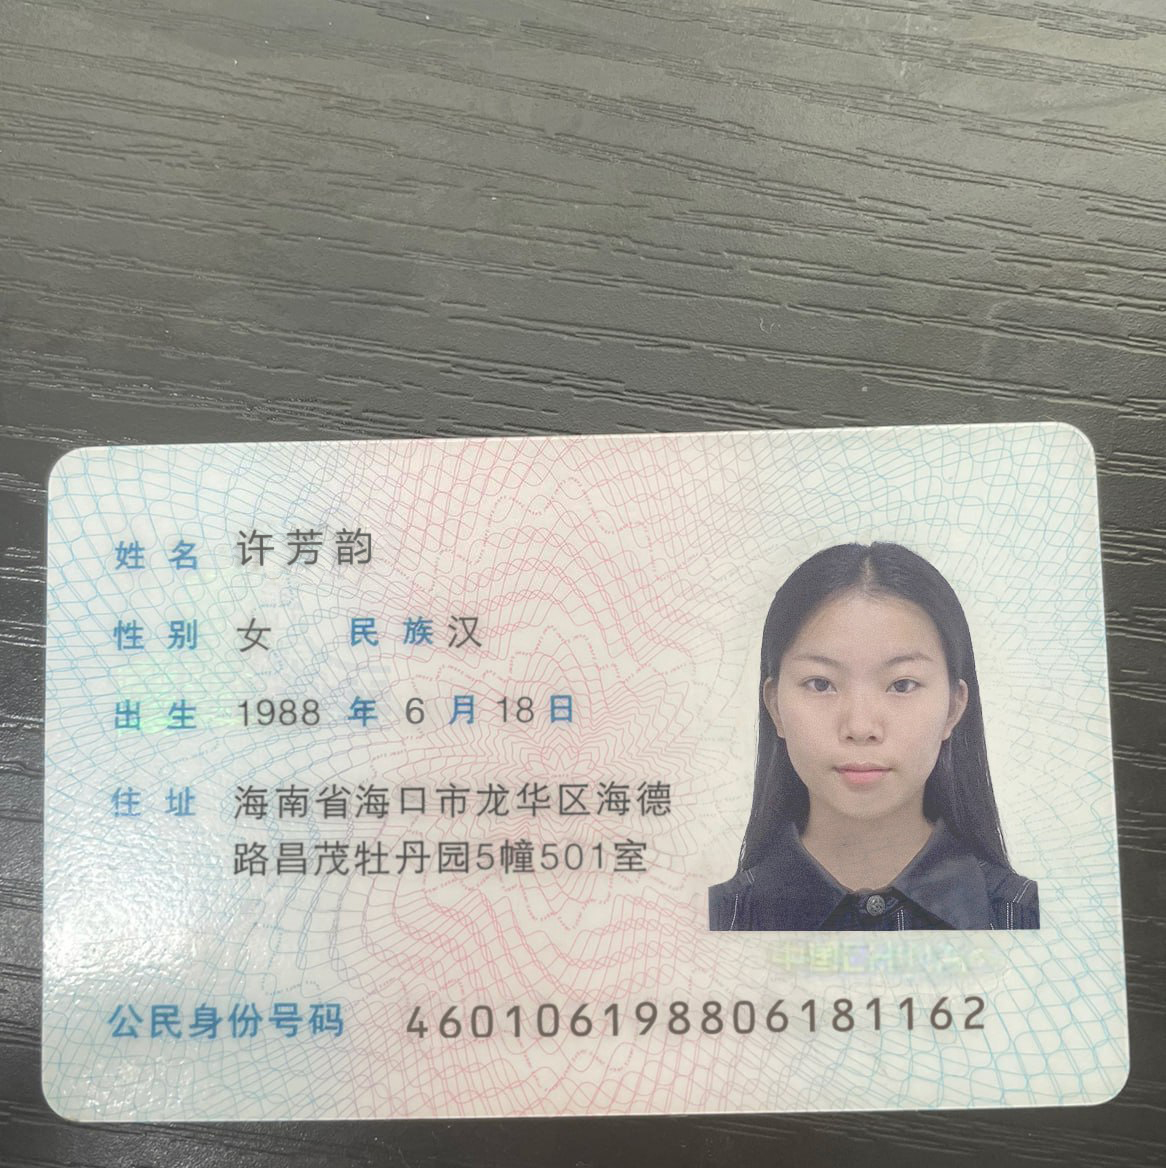 姓名 许芳韵
性别 女 民族 汉
出生 1988 年 6 月 18 日
住址 海南省海口市龙华区海德
路昌茂牡丹园5幢501室
公民身份号码 460106198806181162